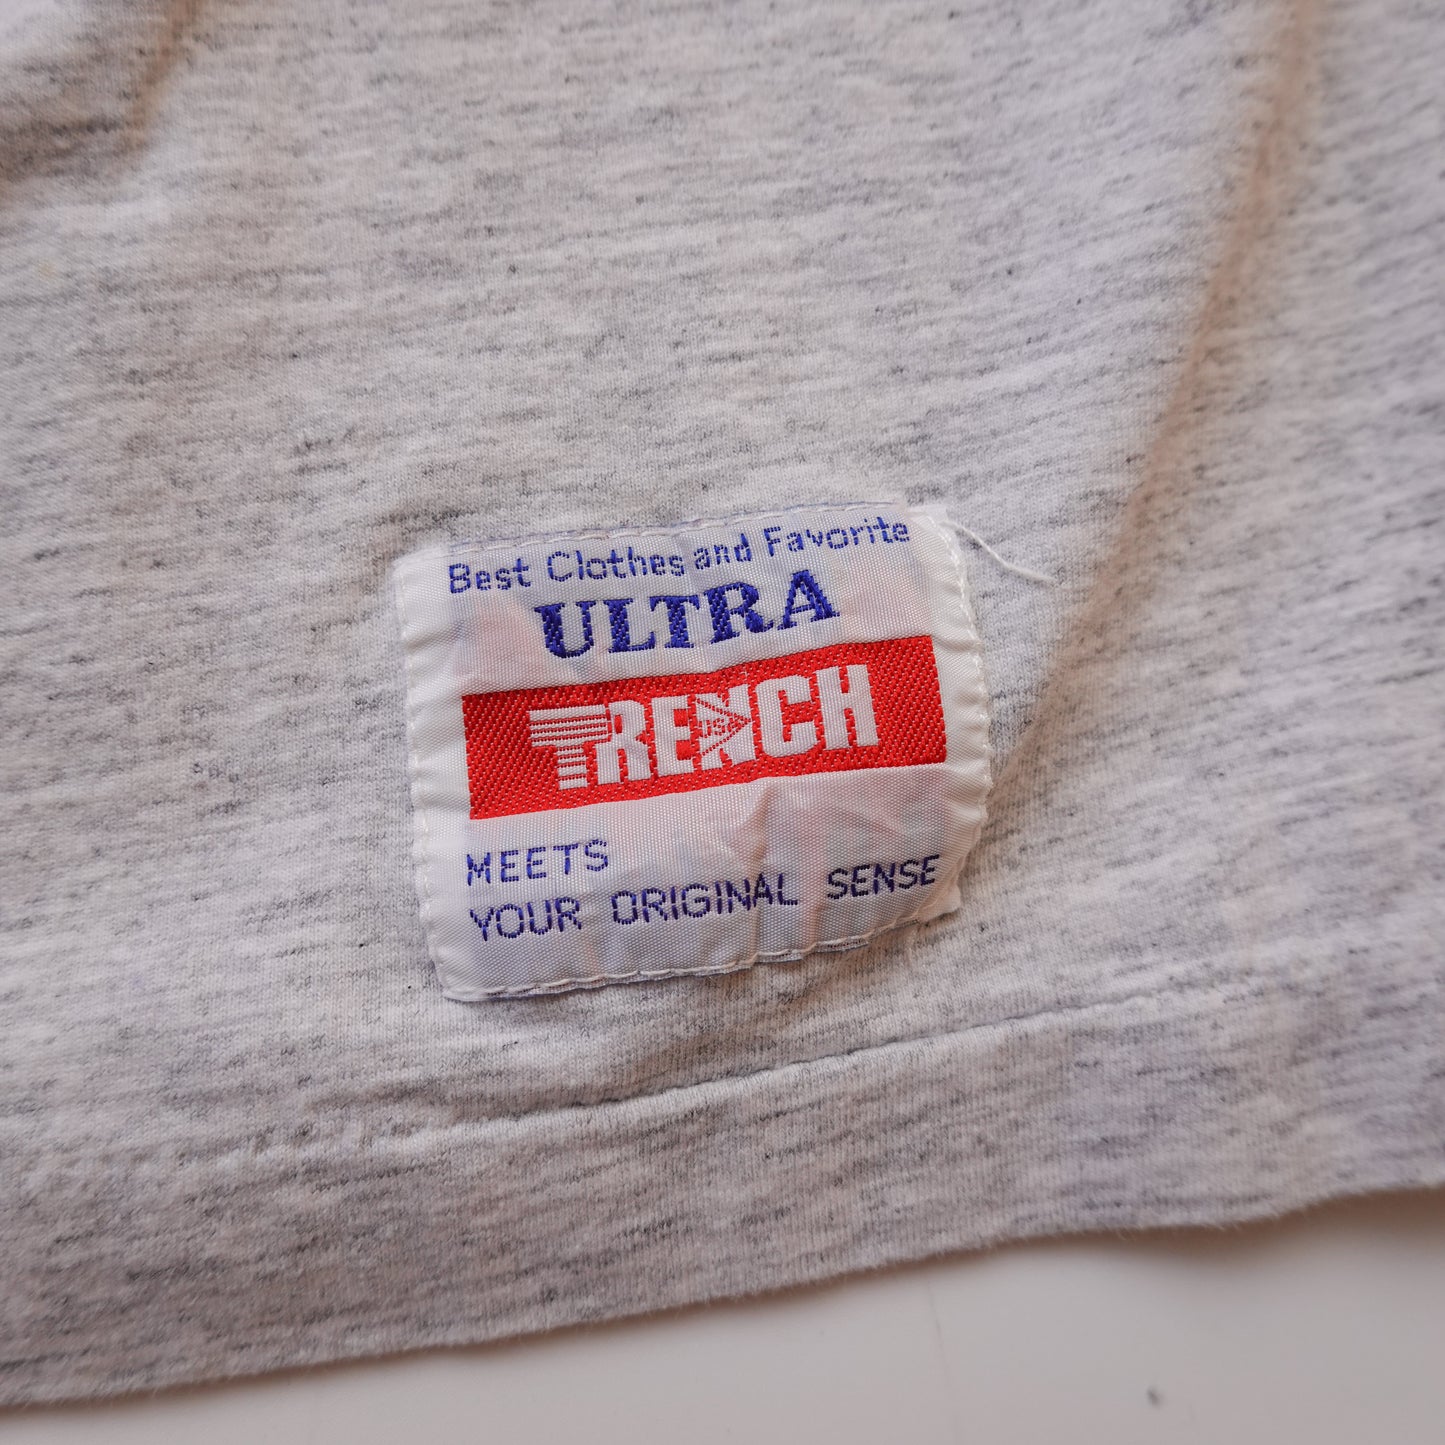 Best Clothes and Favorite
ULTRA
TRENCH
MEETS
YOUR ORIGINAL SENSE